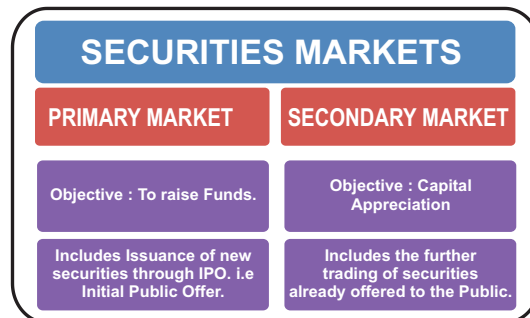 SECURITIES MARKETS
PRIMARY MARKET
SECONDARY MARKET
Objective : To raise Funds.
Objective : Capital
Appreciation
Includes Issuance of new
securities through IPO. i.e
Initial Public Offer.
Includes the further
trading of securities
already offered to the Public.